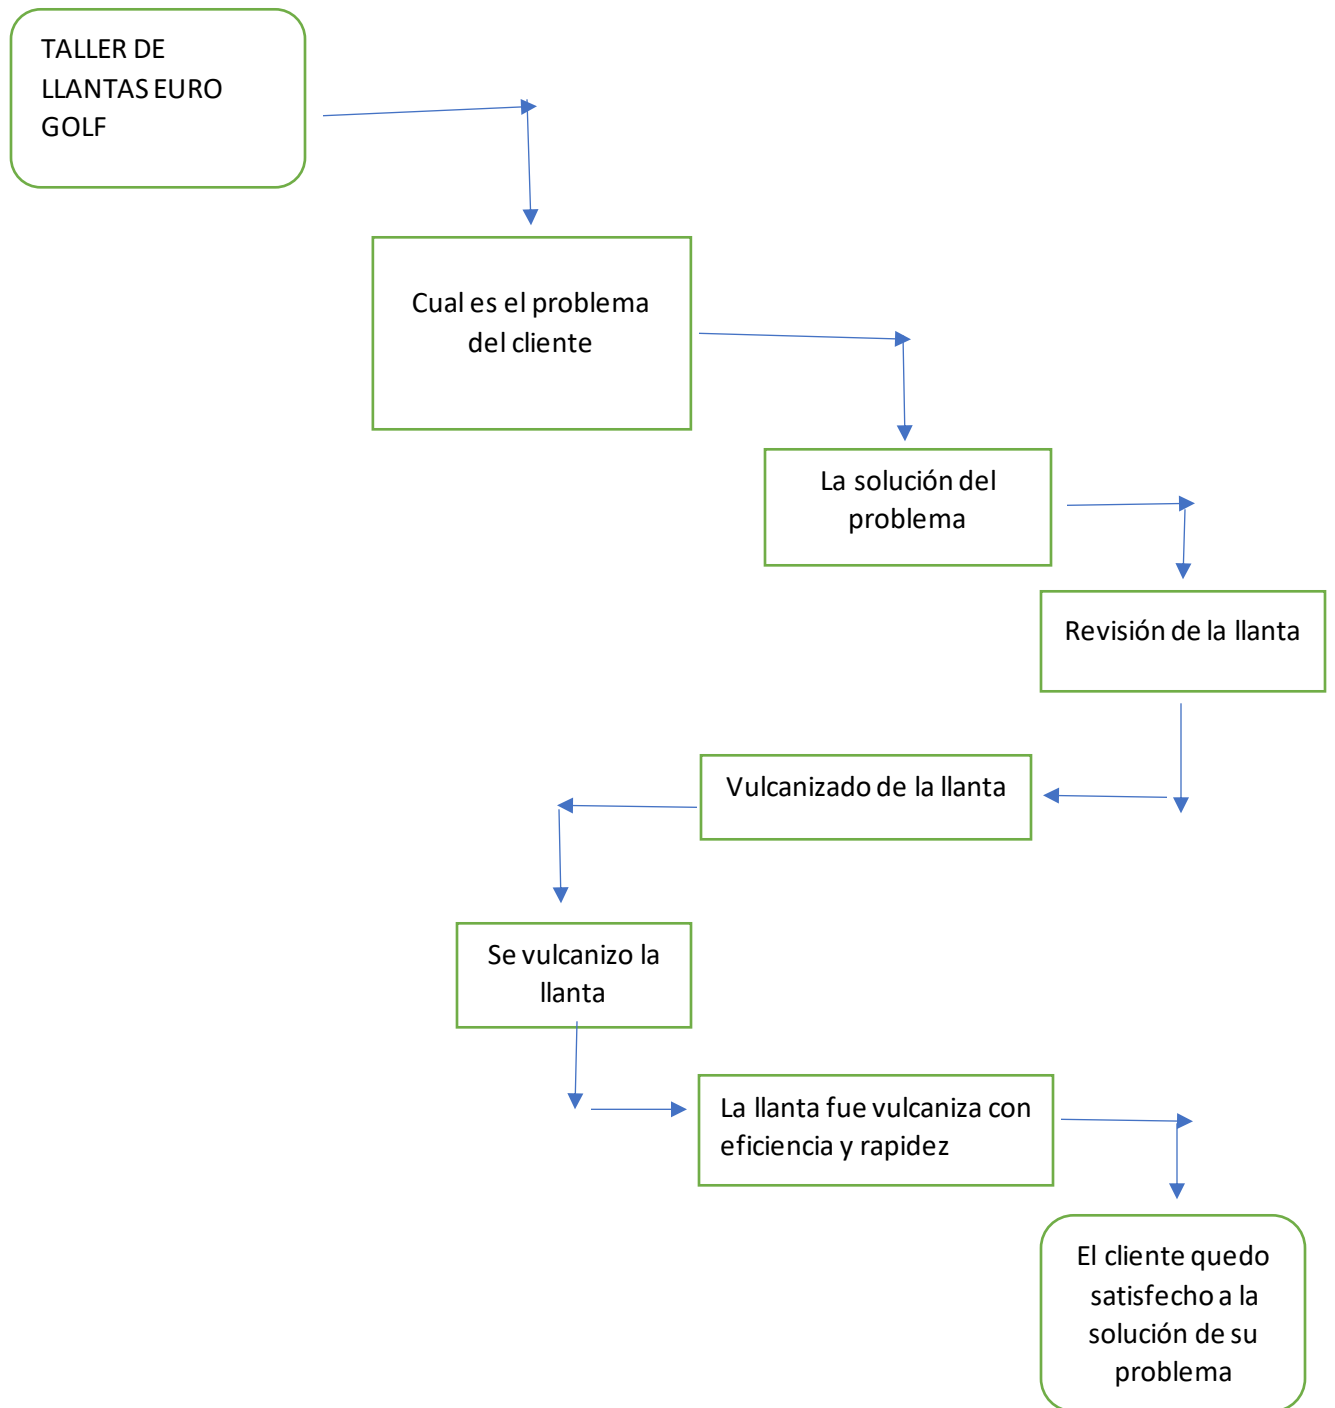 TALLER DE
LLANTAS EURO
GOLF
Cual es el problema
del cliente
La solución del
problema
Revisión de la llanta
Vulcanizado de la llanta
Se vulcanizo la
llanta
La llanta fue vulcaniza con
eficiencia y rapidez
El cliente quedo
satisfecho a la
solución de su
problema